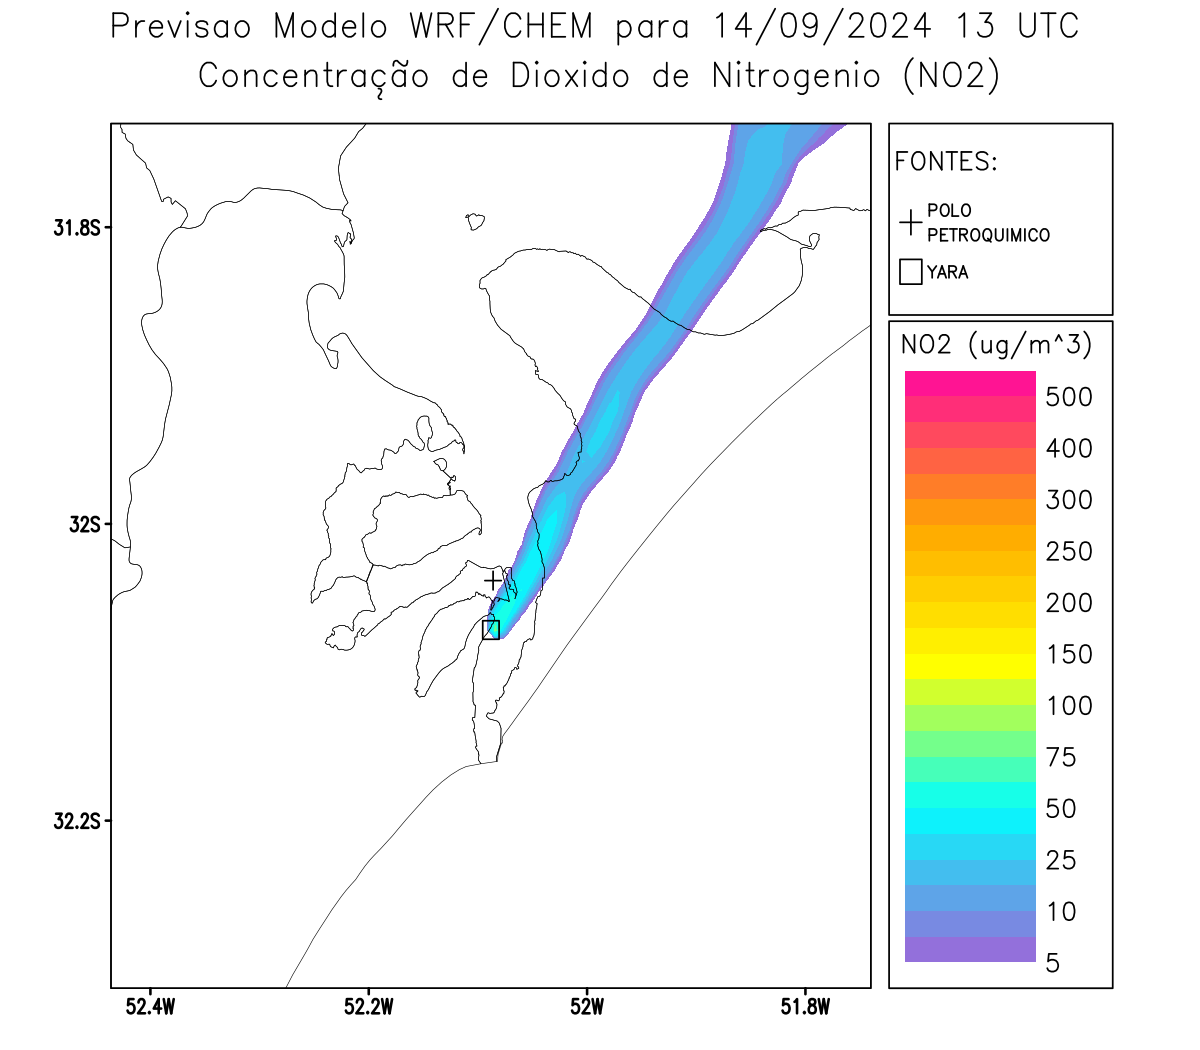 Previsao Modelo WRF/CHEM para 14/09/2024 13 UTC
Concentração de Dioxido de Nitrogenio (NO2)
FONTES:
POLO
PETROQUIMICO
YARA
NO2 (ug/m^3)
500
400
300
250
200
150
100
75
50
25
10
5
31.8S
32S
32.2S
52.4W
52.2W
52W
51.8W